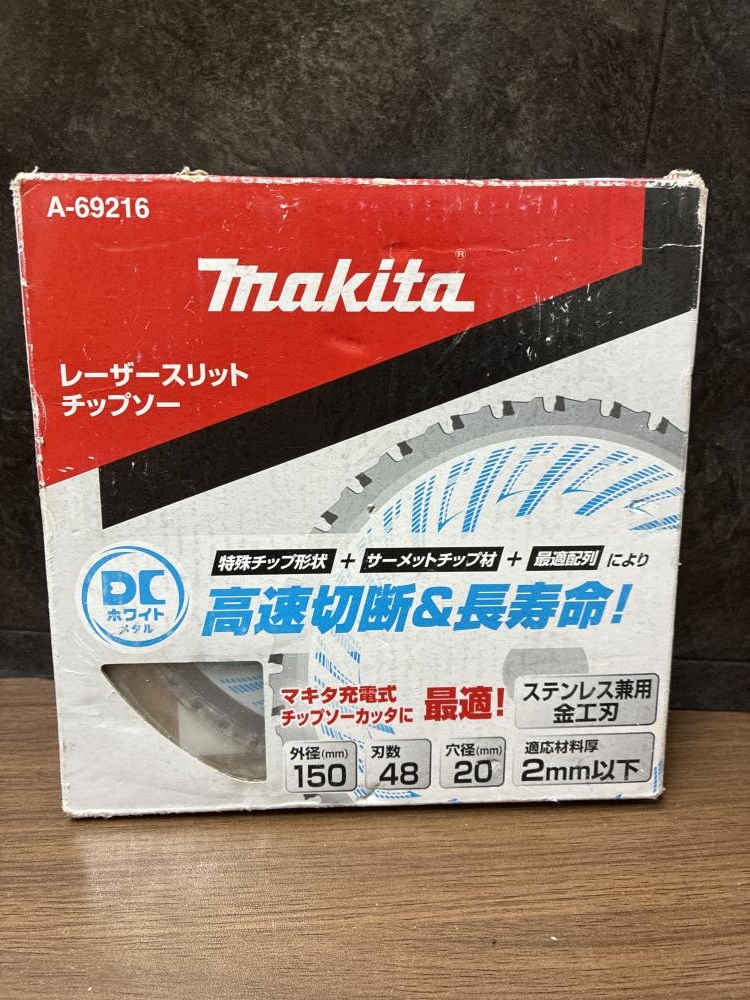 A-69216
makita®
レーザースリット
チップソー
特殊チップ形状 + サーメットチップ材 + 最適配列 により
高速切断&長寿命!
DC
ホワイト
メタル
マキタ充電式
チップソーカッタに 最適!
ステンレス兼用
金工刃
外径(mm)
150
刃数
48
穴径(mm)
20
適応材料厚
2mm以下